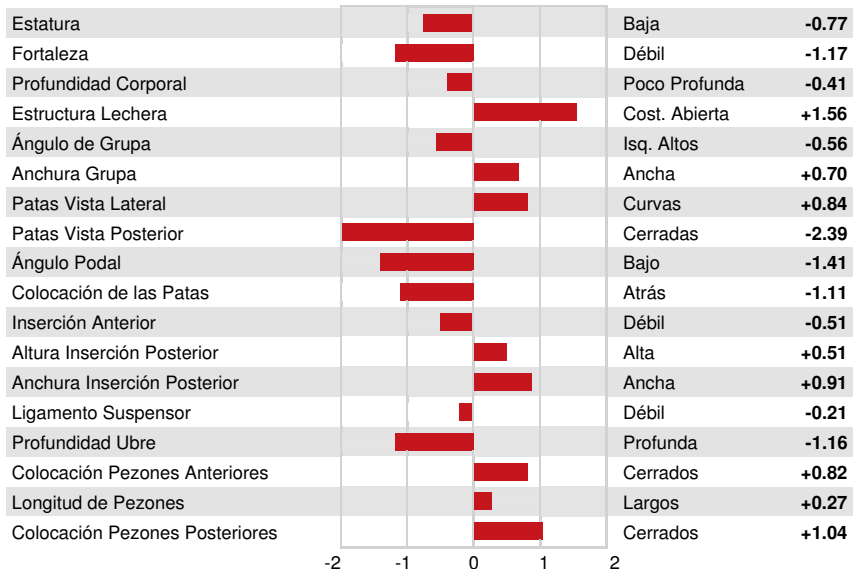 Estatura Baja -0.77
Fortaleza Débil -1.17
Profundidad Corporal Poco Profunda -0.41
Estructura Lechera Cost. Abierta +1.56
Ángulo de Grupa Isq. Altos -0.56
Anchura Grupa Ancha +0.70
Patas Vista Lateral Curvas +0.84
Patas Vista Posterior Cerradas -2.39
Ángulo Podal Bajo -1.41
Colocación de las Patas Atrás -1.11
Inserción Anterior Débil -0.51
Altura Inserción Posterior Alta +0.51
Anchura Inserción Posterior Ancha +0.91
Ligamento Suspensor Débil -0.21
Profundidad Ubre Profunda -1.16
Colocación Pezones Anteriores Cerrados +0.82
Longitud de Pezones Largos +0.27
Colocación Pezones Posteriores Cerrados +1.04
-2 -1 0 1 2